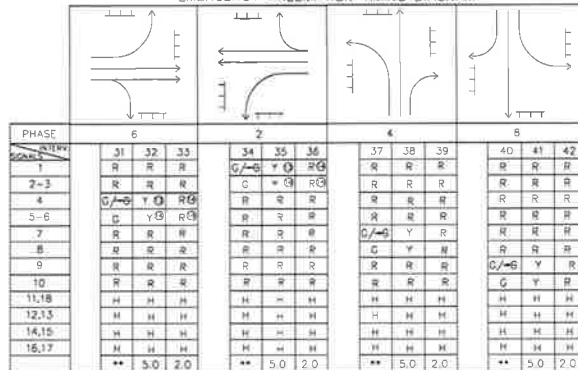 PHASE 6 2 4 8
INTERV. 31 32 33 34 35 36 37 38 39 40 41 42
SIGNALS
1 R R R G/←G Y R R R R R R R
2-3 R R R G R R R R R R R
4 G/←G Y R R R R R R R R R R
5-6 G Y R R R R R R R R R R
7 R R R R R R G/←G Y R R R R
8 R R R R R R G Y R R R R
9 R R R R R R R R R G/←G Y R
10 R R R R R R R R R G Y R
11,18 H H H H H H H H H H H H
12,13 H H H H H H H H H H H H
14,15 H H H H H H H H H H H H
16,17 H H H H H H H H H H H H
** 5.0 2.0 ** 5.0 2.0 ** 5.0 2.0 ** 5.0 2.0